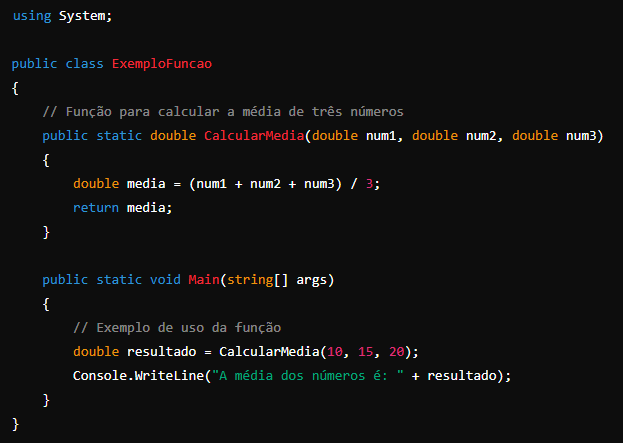 using System;
public class ExemploFuncao
{
    // Função para calcular a média de três números
    public static double CalcularMedia(double num1, double num2, double num3)
    {
        double media = (num1 + num2 + num3) / 3;
        return media;
    }
    public static void Main(string[] args)
    {
        // Exemplo de uso da função
        double resultado = CalcularMedia(10, 15, 20);
        Console.WriteLine("A média dos números é: " + resultado);
    }
}